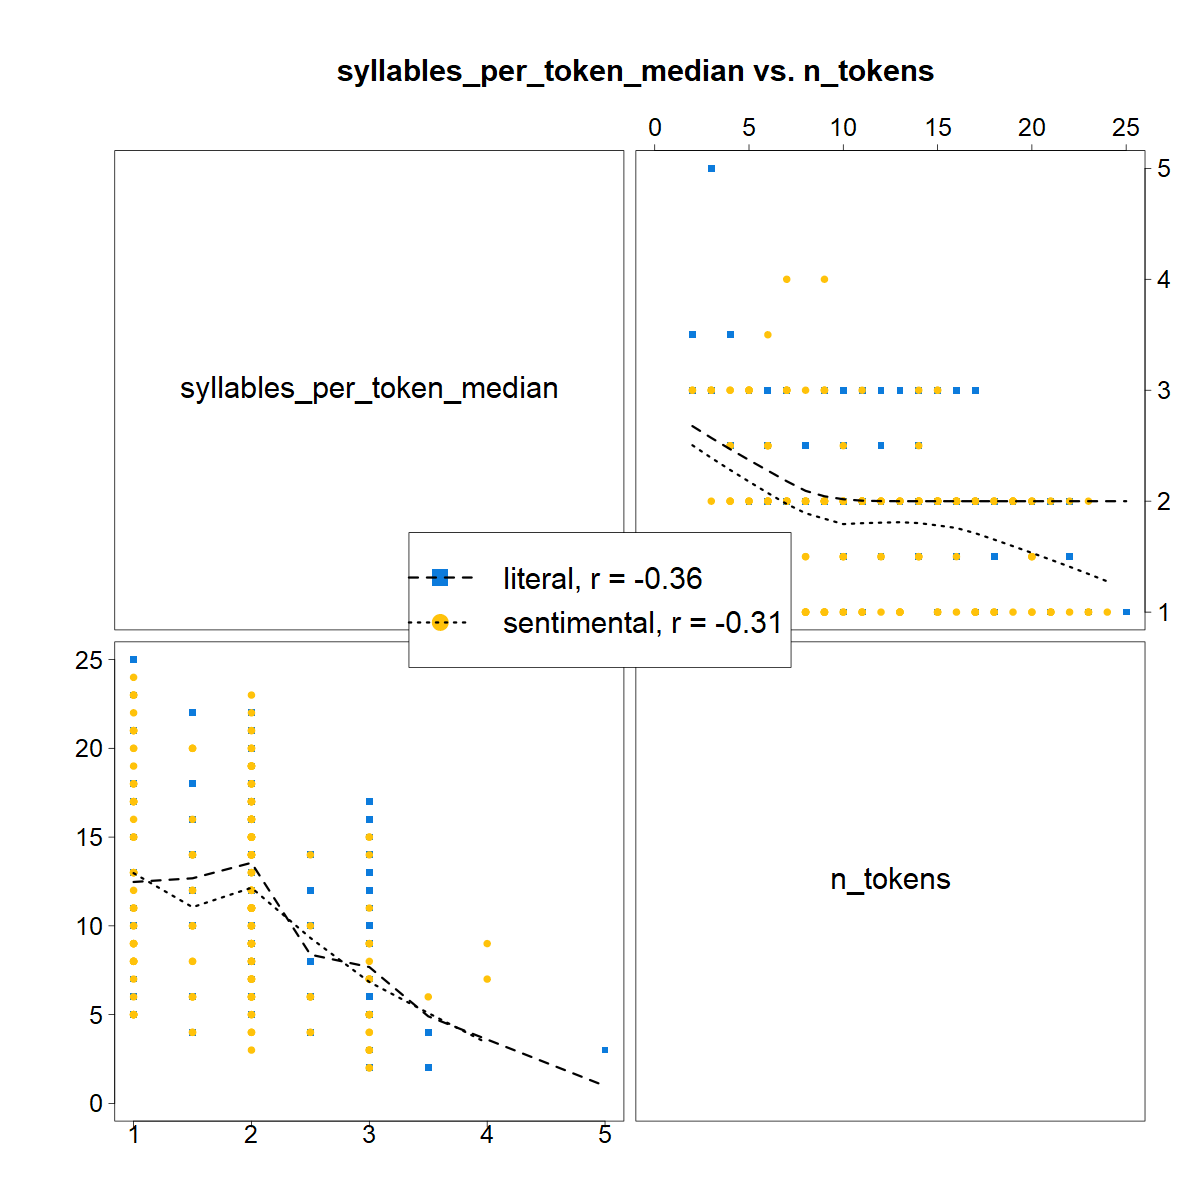 syllables_per_token_median vs. n_tokens
0 5 10 15 20 25
5
4
syllables_per_token_median
3
2
literal, r = -0.36
sentimental, r = -0.31
1
25
20
15
n_tokens
10
5
0
1 2 3 4 5